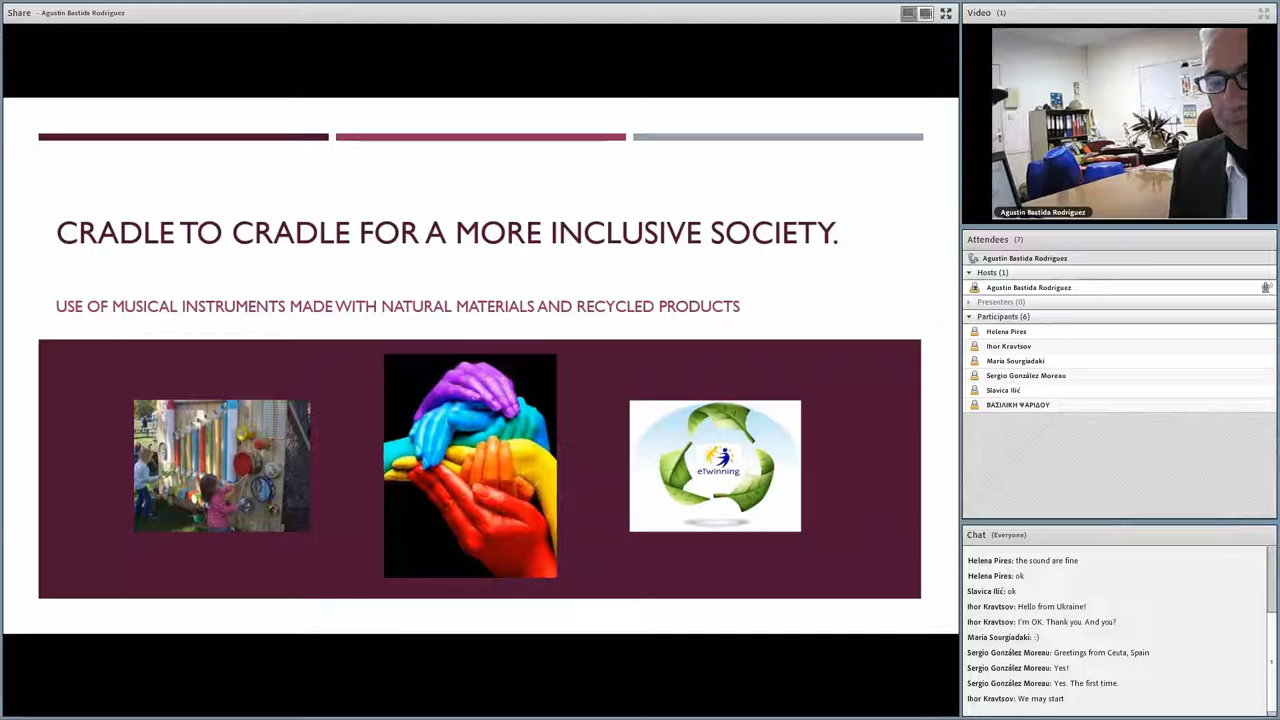 Share - Agustin Bastida Rodriguez
CRADLE TO CRADLE FOR A MORE INCLUSIVE SOCIETY.
USE OF MUSICAL INSTRUMENTS MADE WITH NATURAL MATERIALS AND RECYCLED PRODUCTS
eTwinning
Video (1)
Agustin Bastida Rodriguez
Attendees (7)
Agustin Bastida Rodriguez
Hosts (1)
Agustin Bastida Rodriguez
Presenters (0)
Participants (6)
Helena Pires
Ihor Kravtsov
Maria Sourgiadaki
Sergio González Moreau
Slavica Ilić
ΒΑΣΙΛΙΚΗ ΨΑΡΙΔΟΥ
Chat (Everyone)
Helena Pires: the sound are fine
Helena Pires: ok
Slavica Ilić: ok
Ihor Kravtsov: Hello from Ukraine!
Ihor Kravtsov: I'm OK. Thank you. And you?
Maria Sourgiadaki: :)
Sergio González Moreau: Greetings from Ceuta, Spain
Sergio González Moreau: Yes!
Sergio González Moreau: Yes. The first time.
Ihor Kravtsov: We may start